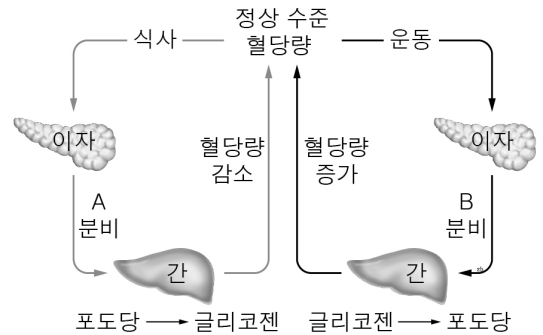 정상 수준
혈당량
식사
운동
이자
이자
혈당량
감소
혈당량
증가
A
분비
B
분비
간
간
포도당 → 글리코젠
글리코젠 → 포도당